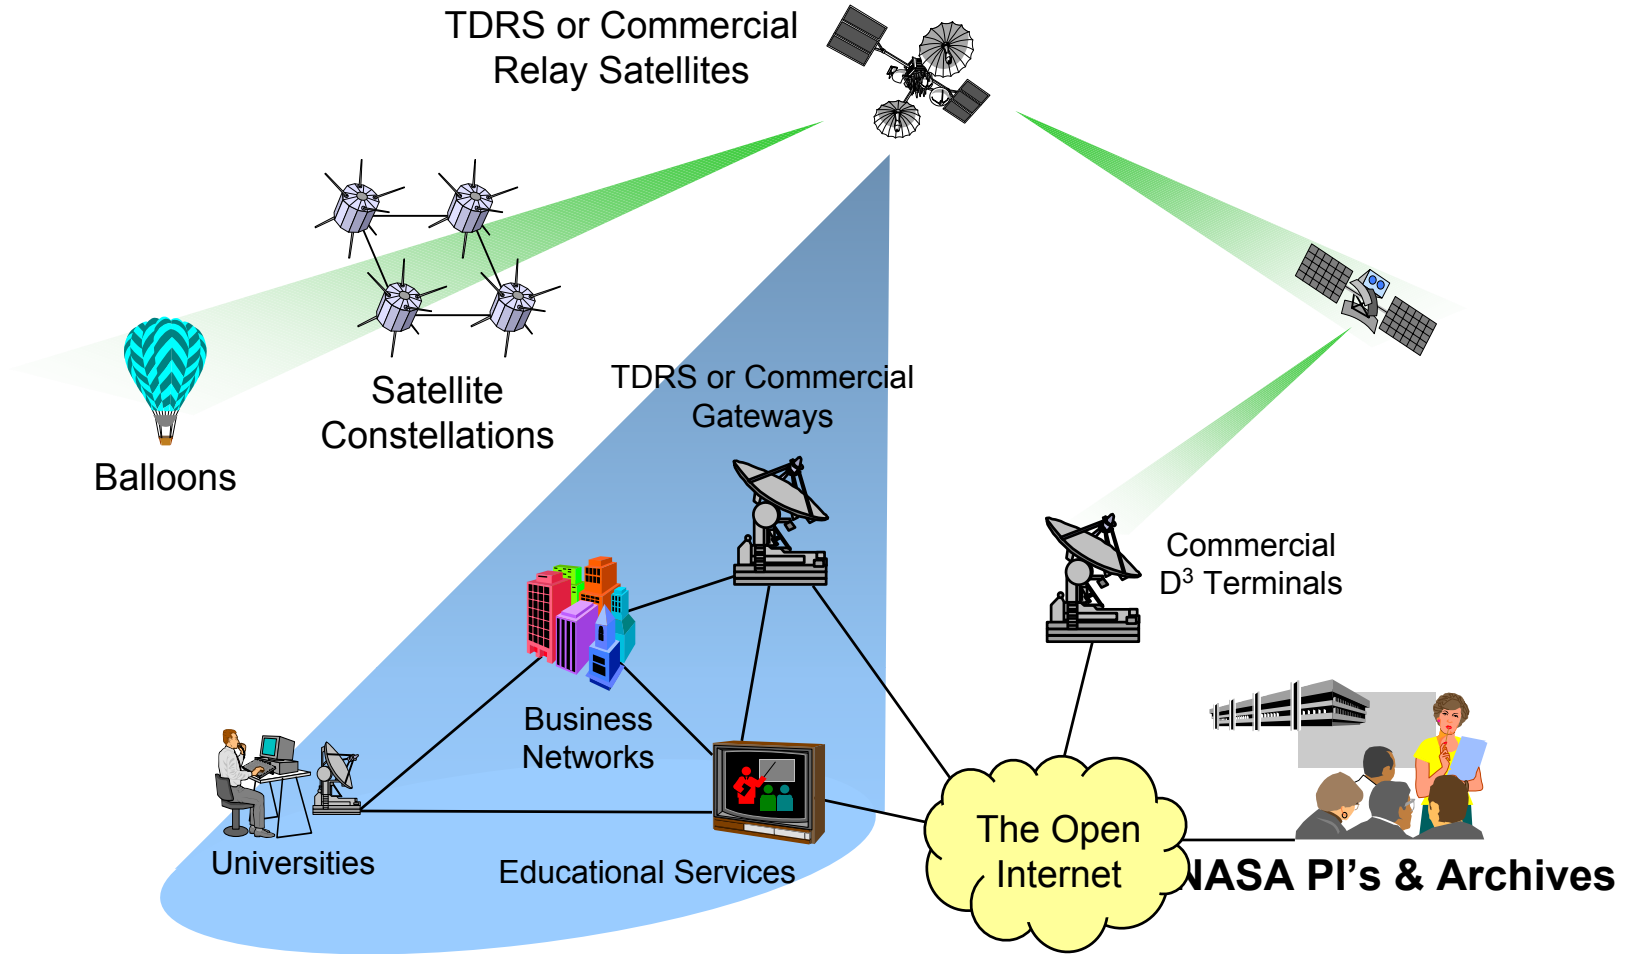 TDRS or Commercial
Relay Satellites
Satellite
Constellations
Balloons
TDRS or Commercial
Gateways
Commercial
D³ Terminals
Business
Networks
Universities
Educational Services
The Open
Internet
NASA PI's & Archives